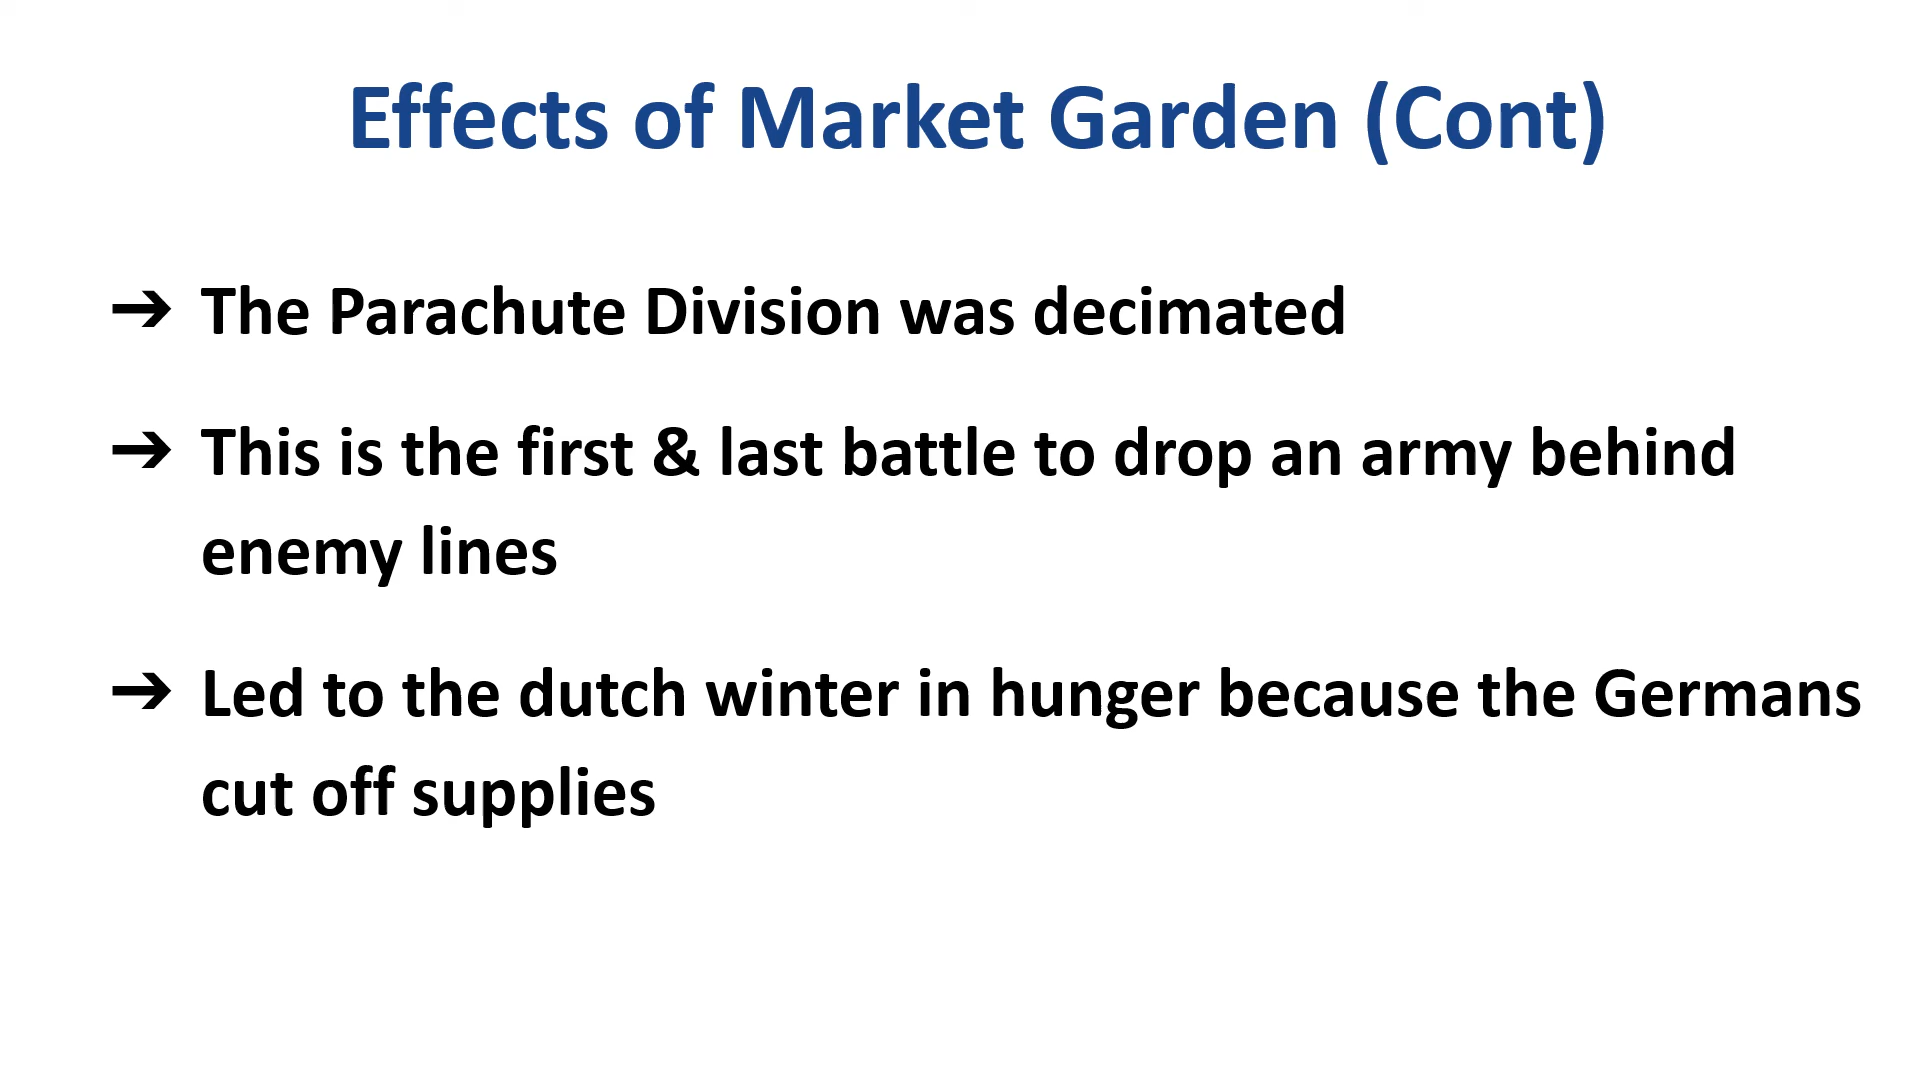 Effects of Market Garden (Cont)
➔ The Parachute Division was decimated
➔ This is the first & last battle to drop an army behind
enemy lines
➔ Led to the dutch winter in hunger because the Germans
cut off supplies